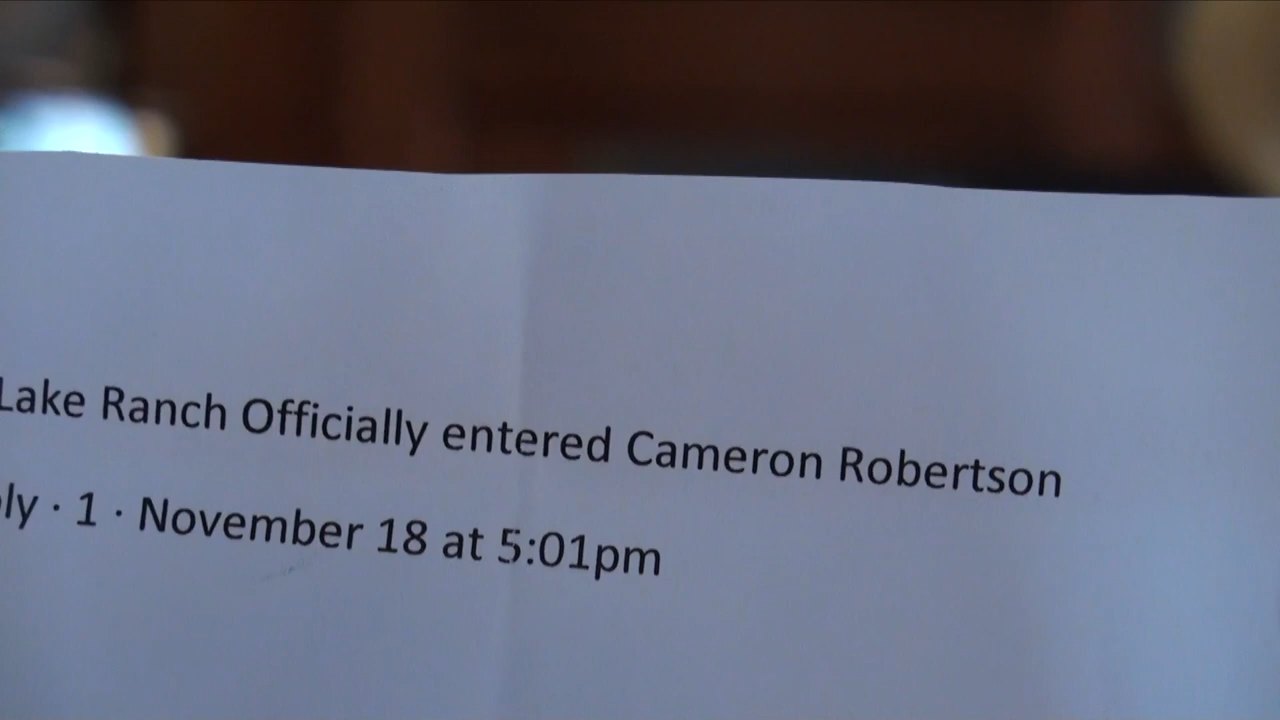 Lake Ranch Officially entered Cameron Robertson
ly · 1 · November 18 at 5:01pm